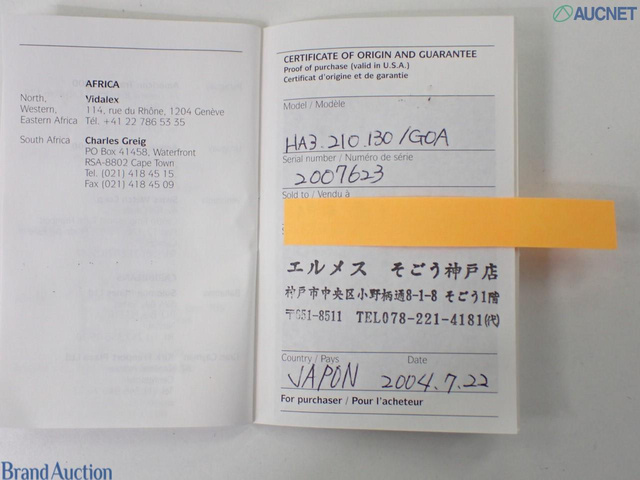 AUCNET
AFRICA
North, Vidalex
Western, 114, rue du Rhône, 1204 Genève
Eastern Africa Tél. +41 22 786 53 35
South Africa Charles Greig
PO Box 41458, Waterfront
RSA-8802 Cape Town
Tel. (021) 418 45 15
Fax (021) 418 45 09
CERTIFICATE OF ORIGIN AND GUARANTEE
Proof of purchase (valid in U.S.A.)
Certificat d'origine et de garantie
Model / Modèle
HA3.210.130/GOA
Serial number / Numéro de série
2007623
Sold to / Vendu à
エルメス そごう神戸店
神戸市中央区小野柄通8-1-8 そごう1階
〒651-8511 TEL078-221-4181(代)
Country / Pays Date
JAPON 2004.7.22
For purchaser / Pour l'acheteur
Brand Auction